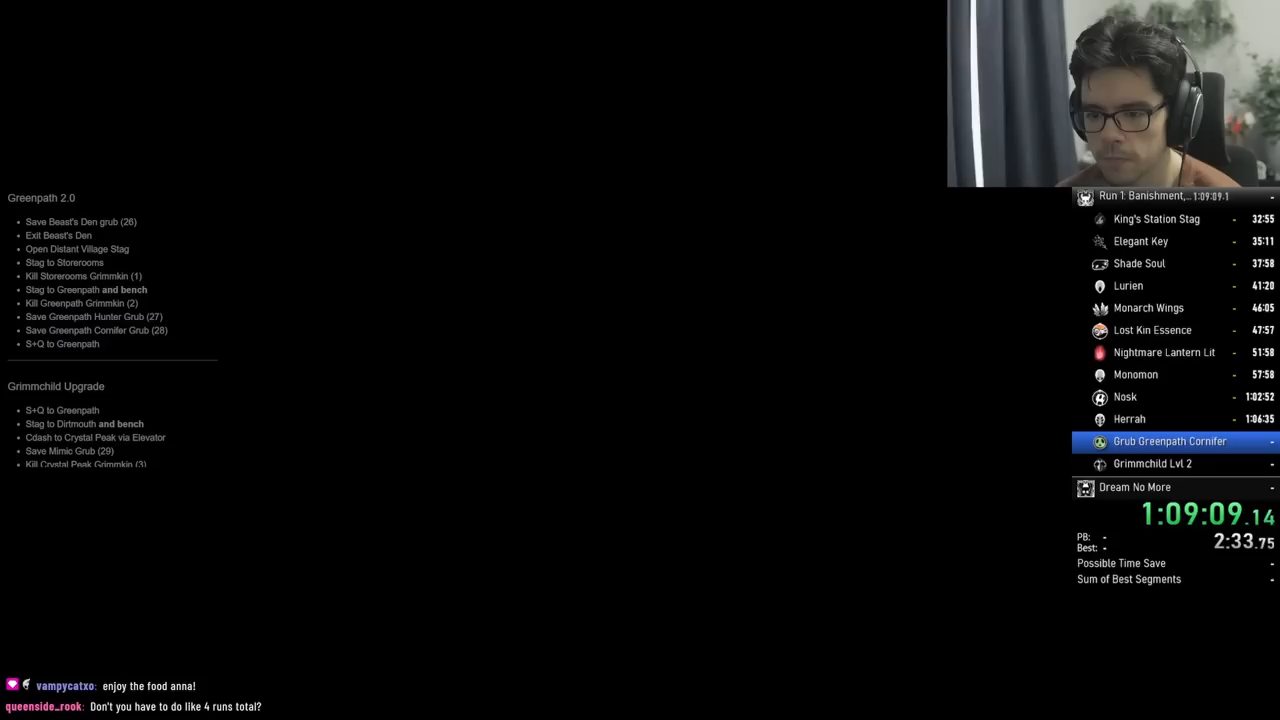 Greenpath 2.0
• Save Beast's Den grub (26)
• Exit Beast's Den
• Open Distant Village Stag
• Stag to Storerooms
• Kill Storerooms Grimmkin (1)
• Stag to Greenpath and bench
• Kill Greenpath Grimmkin (2)
• Save Greenpath Hunter Grub (27)
• Save Greenpath Cornifer Grub (28)
• S+Q to Greenpath
Grimmchild Upgrade
• S+Q to Greenpath
• Stag to Dirtmouth and bench
• Cdash to Crystal Peak via Elevator
• Save Mimic Grub (29)
• Kill Crystal Peak Grimmkin (3)
Run 1: Banishment,... 1:09:09.1 -
King's Station Stag - 32:55
Elegant Key - 35:11
Shade Soul - 37:58
Lurien - 41:20
Monarch Wings - 46:05
Lost Kin Essence - 47:57
Nightmare Lantern Lit - 51:58
Monomon - 57:58
Nosk - 1:02:52
Herrah - 1:06:35
Grub Greenpath Cornifer -
Grimmchild Lvl 2 -
Dream No More -
1:09:09.14
PB: - 2:33.75
Best: -
Possible Time Save -
Sum of Best Segments -
vampycatxo: enjoy the food anna!
queenside_rook: Don't you have to do like 4 runs total?